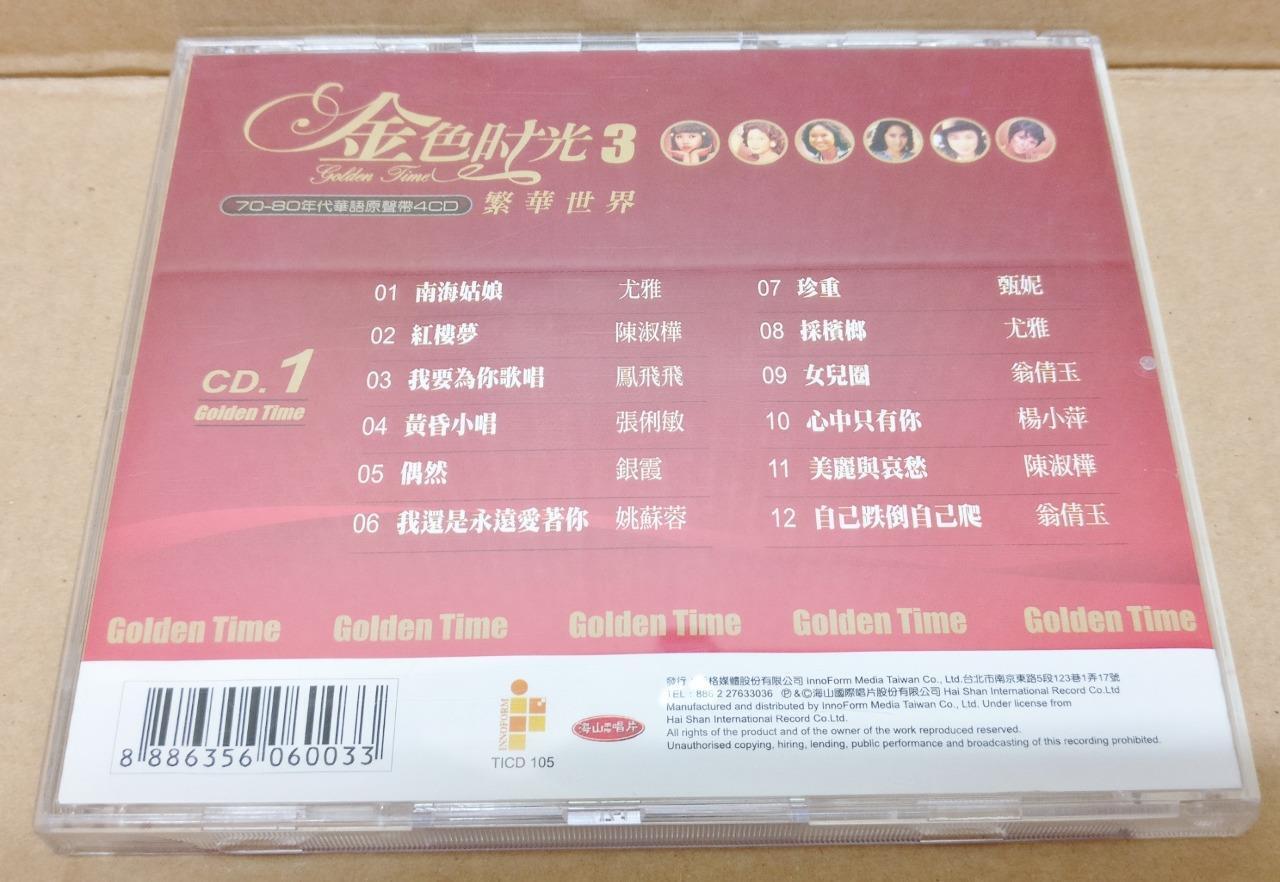 金色时光 3
Golden Time
70-80年代華語原聲帶4CD 繁華世界
CD. 1
Golden Time
01 南海姑娘 尤雅
02 紅樓夢 陳淑樺
03 我要為你歌唱 鳳飛飛
04 黃昏小唱 張俐敏
05 偶然 銀霞
06 我還是永遠愛著你 姚蘇蓉
07 珍重 甄妮
08 採檳榔 尤雅
09 女兒圈 翁倩玉
10 心中只有你 楊小萍
11 美麗與哀愁 陳淑樺
12 自己跌倒自己爬 翁倩玉
Golden Time Golden Time Golden Time Golden Time Golden Time
8 886356 060033
INNOFORM
TICD 105
海山唱片
發行: 格媒體股份有限公司 InnoForm Media Taiwan Co., Ltd.台北市南京東路5段123巷1弄17號
TEL : 886 2 27633036 ℗&©海山國際唱片股份有限公司 Hai Shan International Record Co.Ltd
Manufactured and distributed by InnoForm Media Taiwan Co., Ltd. Under license from
Hai Shan International Record Co.Ltd.
All rights of the product and of the owner of the work reproduced reserved.
Unauthorised copying, hiring, lending, public performance and broadcasting of this recording prohibited.